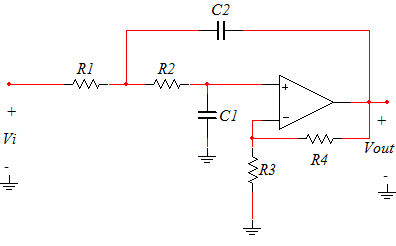 C2
R1
R2
+
C1
−
+
Vi
-
R3
R4
+
Vout
-